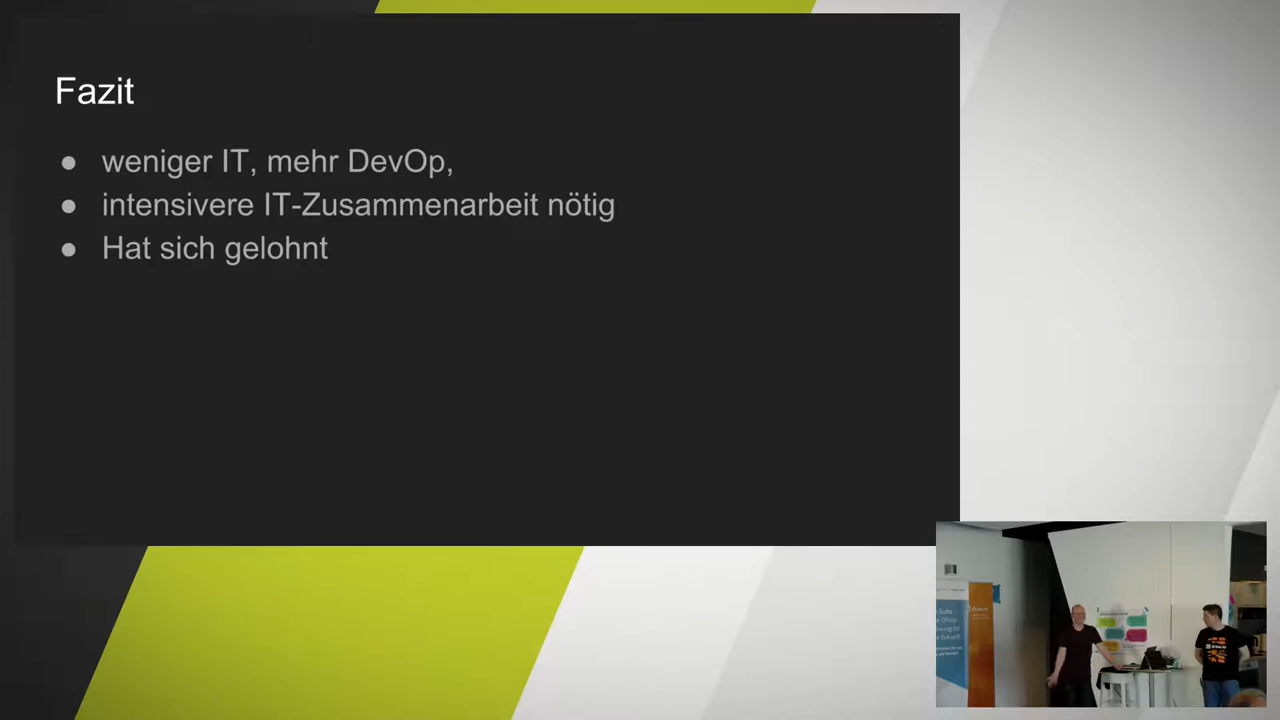 Fazit
weniger IT, mehr DevOp,
intensivere IT-Zusammenarbeit nötig
Hat sich gelohnt